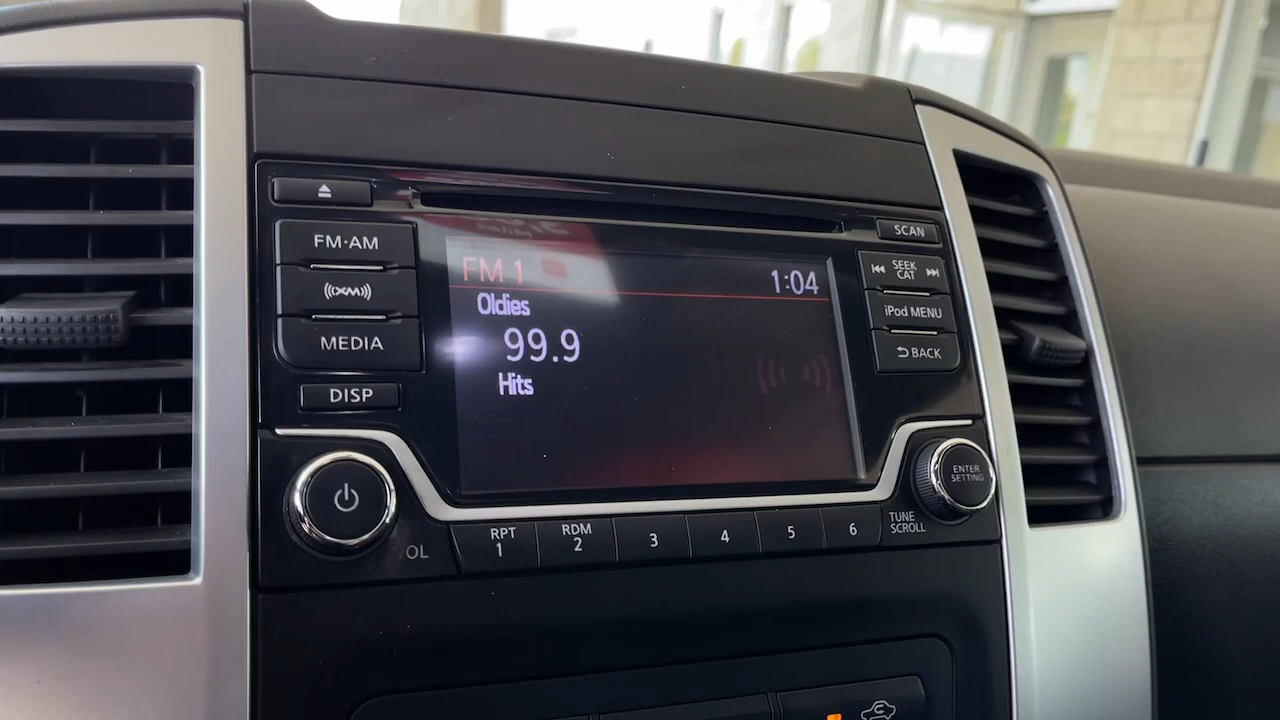 FM·AM
((XM))
MEDIA
DISP
FM 1
1:04
Oldies
99.9
Hits
SCAN
SEEK
CAT
iPod MENU
BACK
ENTER
SETTING
TUNE
SCROLL
OL
RPT
1
RDM
2
3
4
5
6